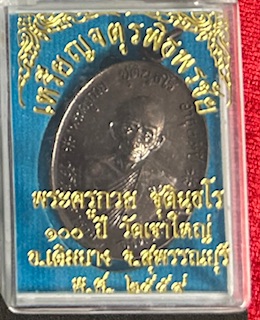 เหรียญจตุรพิธพรชัย
พระครูกวม ชุตินฺธโร
๑๐๐ ปี วัดเขาใหญ่
อ.เดิมบาง จ.สุพรรณบุรี
พ.ศ. ๒๕๕๙